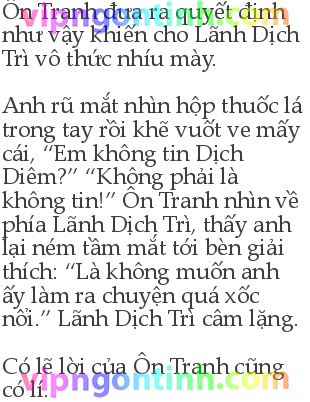 Ôn Tranh đưa ra quyết định
như vậy khiến cho Lãnh Dịch
Trì vô thức nhíu mày.
Anh rũ mắt nhìn hộp thuốc lá
trong tay rồi khẽ vuốt ve mấy
cái, “Em không tin Dịch
Diêm?” “Không phải là
không tin!” Ôn Tranh nhìn về
phía Lãnh Dịch Trì, thấy anh
lại ném tầm mắt tới bèn giải
thích: “Là không muốn anh
ấy làm ra chuyện quá xốc
nổi.” Lãnh Dịch Trì câm lặng.
Có lẽ lời của Ôn Tranh cũng
có lí.
vipngontinh.com
vipngontinh.com